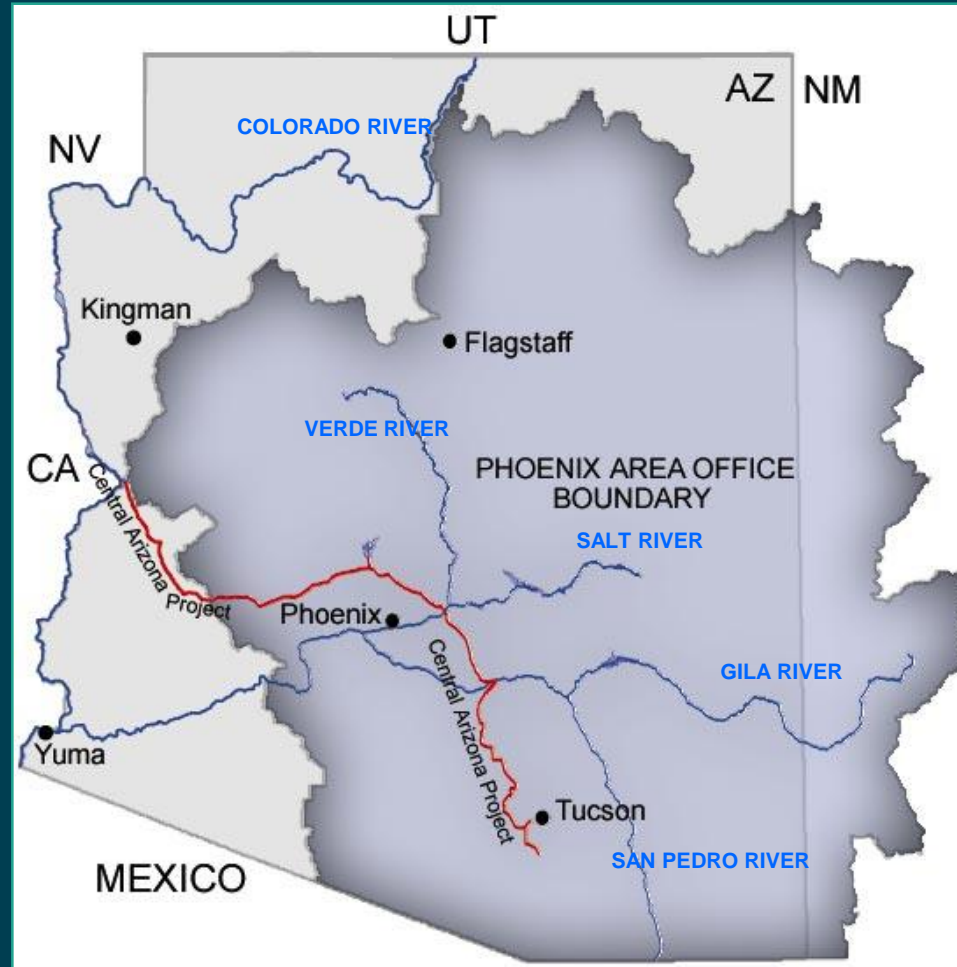 UT
AZ NM
COLORADO RIVER
NV
Kingman
Flagstaff
VERDE RIVER
CA
PHOENIX AREA OFFICE
BOUNDARY
Central Arizona Project
SALT RIVER
Phoenix
Central Arizona Project
GILA RIVER
Yuma
Tucson
SAN PEDRO RIVER
MEXICO